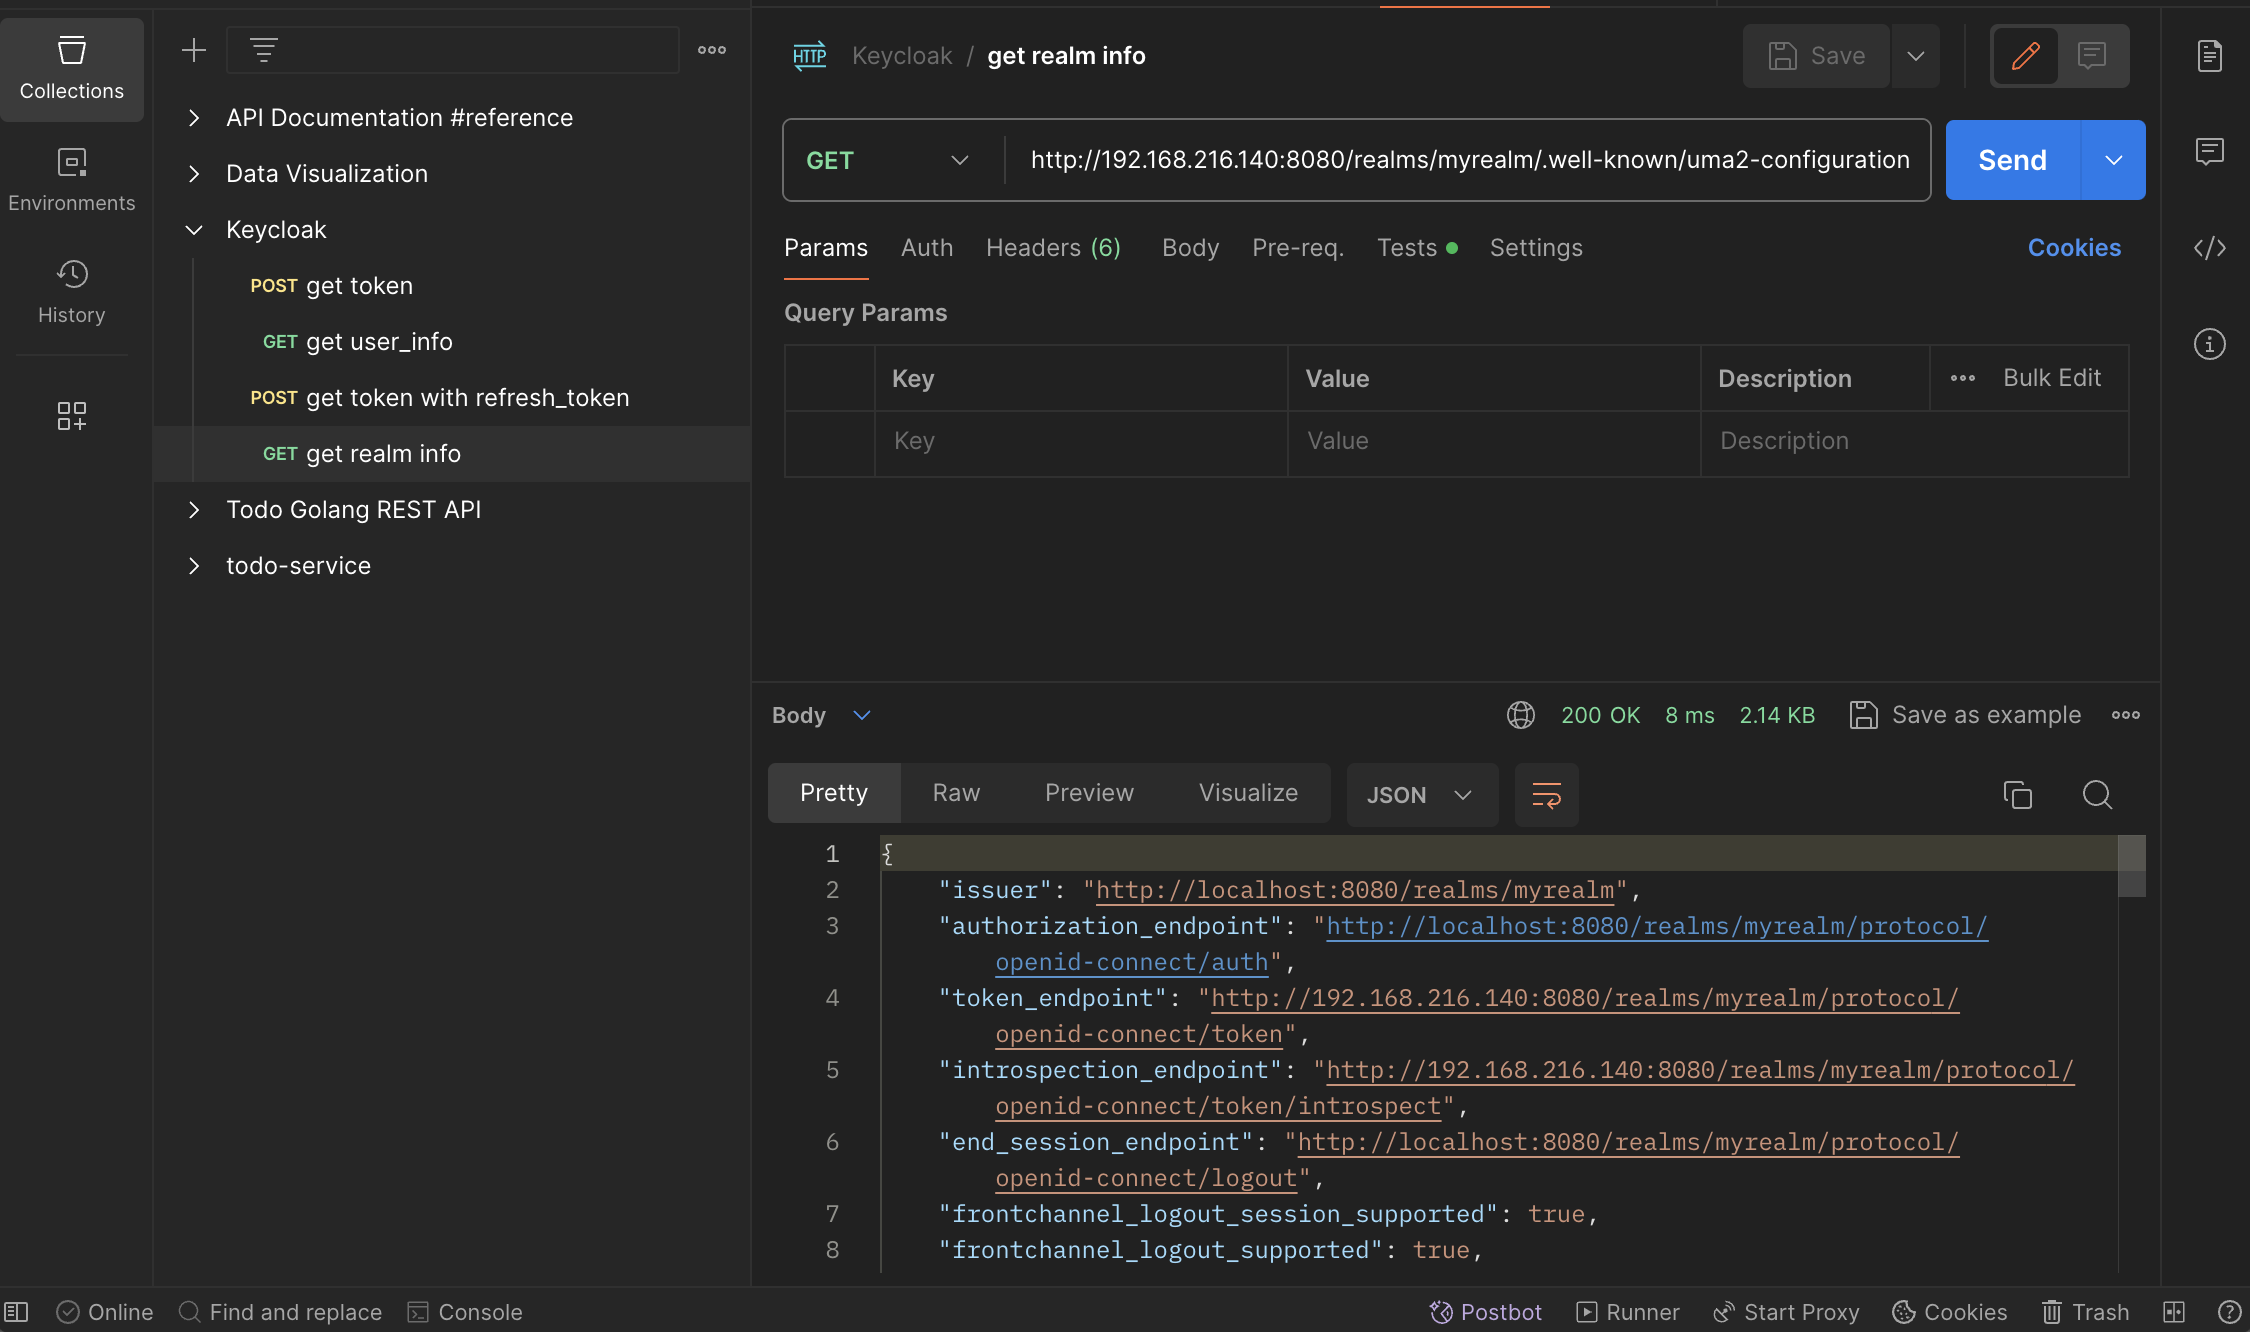 Collections
Environments
History
API Documentation #reference
Data Visualization
Keycloak
POST get token
GET get user_info
POST get token with refresh_token
GET get realm info
Todo Golang REST API
todo-service
HTTP Keycloak / get realm info
Save
GET http://192.168.216.140:8080/realms/myrealm/.well-known/uma2-configuration
Send
Params Auth Headers (6) Body Pre-req. Tests Settings Cookies
Query Params
Key Value Description Bulk Edit
Key Value Description
Body 200 OK 8 ms 2.14 KB Save as example
Pretty Raw Preview Visualize JSON
1 {
2 "issuer": "http://localhost:8080/realms/myrealm",
3 "authorization_endpoint": "http://localhost:8080/realms/myrealm/protocol/
openid-connect/auth",
4 "token_endpoint": "http://192.168.216.140:8080/realms/myrealm/protocol/
openid-connect/token",
5 "introspection_endpoint": "http://192.168.216.140:8080/realms/myrealm/protocol/
openid-connect/token/introspect",
6 "end_session_endpoint": "http://localhost:8080/realms/myrealm/protocol/
openid-connect/logout",
7 "frontchannel_logout_session_supported": true,
8 "frontchannel_logout_supported": true,
Online Find and replace Console Postbot Runner Start Proxy Cookies Trash